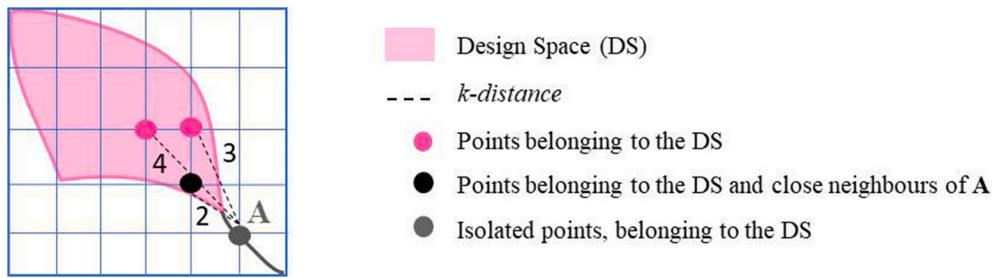 Design Space (DS)
k-distance
3
Points belonging to the DS
4
Points belonging to the DS and close neighbours of A
2
A
Isolated points, belonging to the DS